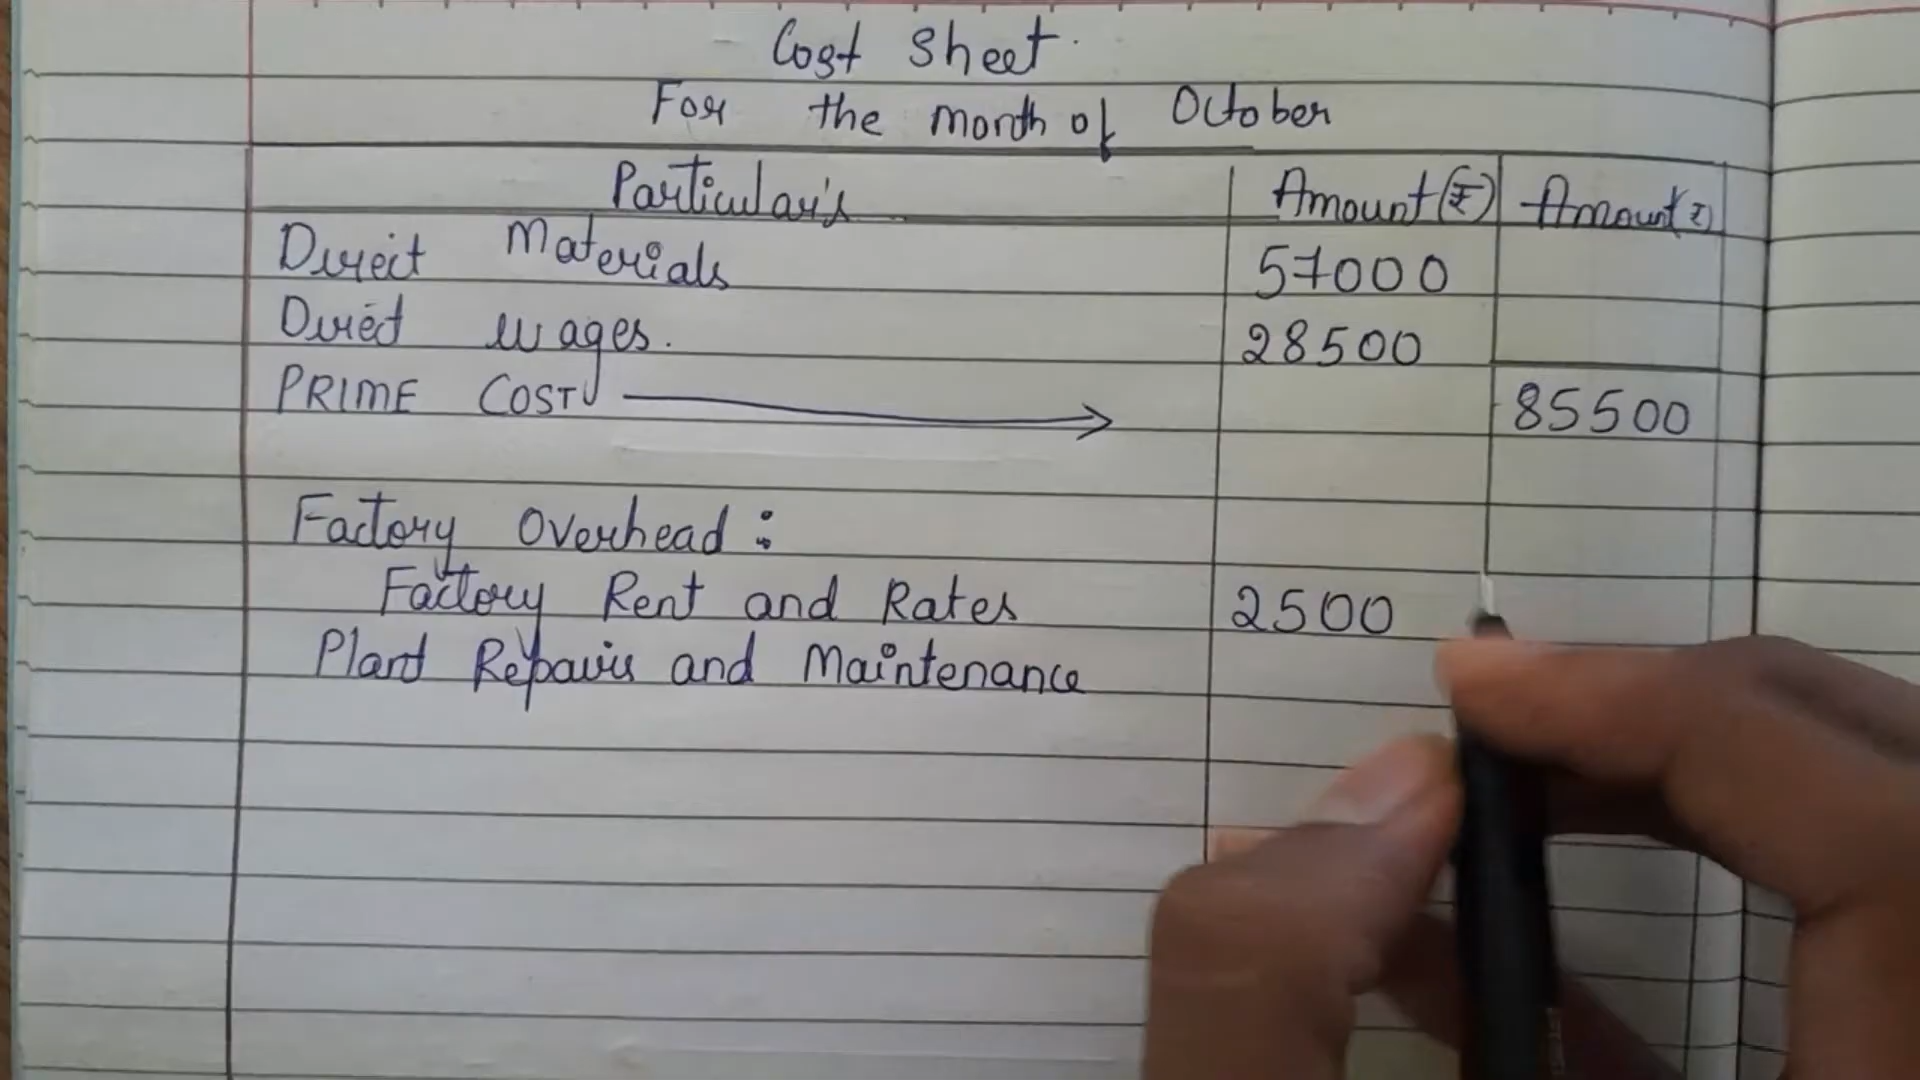 Cost Sheet.
For the month of October
Particular's Amount(₹) Amount(₹)
Direct Materials 57000
Direct wages. 28500
PRIME COST → 85500
Factory Overhead :
Factory Rent and Rates 2500
Plant Repairs and Maintenance